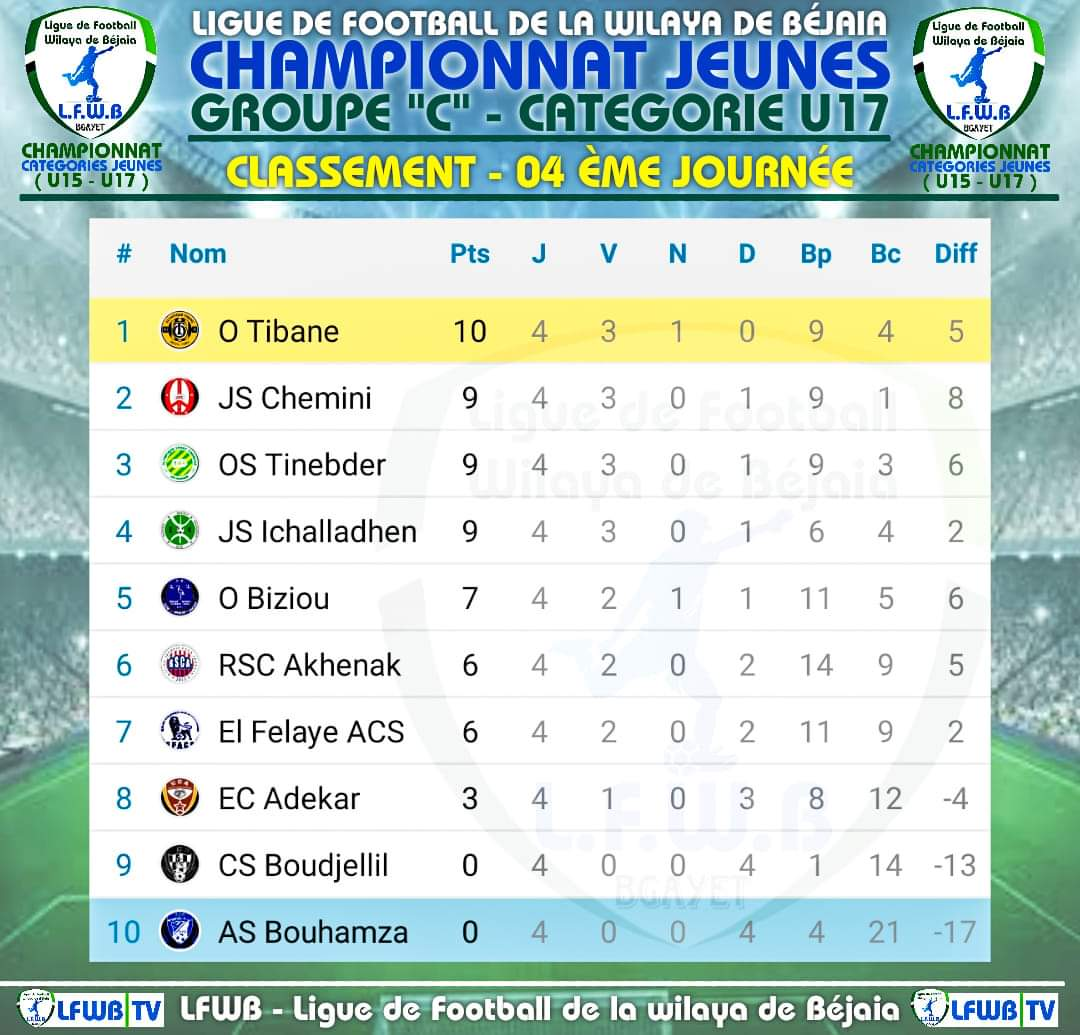 LIGUE DE FOOTBALL DE LA WILAYA DE BÉJAIA
CHAMPIONNAT JEUNES
GROUPE "C" - CATEGORIE U17
CLASSEMENT - 04 ÈME JOURNÉE
Ligue de Football
Wilaya de Béjaia
L.F.W.B
BGAYET
CHAMPIONNAT
CATEGORIES JEUNES
( U15 - U17 )
Ligue de Football
Wilaya de Béjaia
L.F.W.B
BGAYET
CHAMPIONNAT
CATEGORIES JEUNES
( U15 - U17 )
# Nom Pts J V N D Bp Bc Diff
1 O Tibane 10 4 3 1 0 9 4 5
2 JS Chemini 9 4 3 0 1 9 1 8
3 OS Tinebder 9 4 3 0 1 9 3 6
4 JS Ichalladhen 9 4 3 0 1 6 4 2
5 O Biziou 7 4 2 1 1 11 5 6
6 RSCA RSC Akhenak 6 4 2 0 2 14 9 5
7 El Felaye ACS 6 4 2 0 2 11 9 2
8 EC Adekar 3 4 1 0 3 8 12 -4
9 CS Boudjellil 0 4 0 0 4 1 14 -13
10 AS Bouhamza 0 4 0 0 4 4 21 -17
Ligue de Football
Wilaya de Béjaia
L.F.W.B
BGAYET
LFWB TV LFWB - Ligue de Football de la wilaya de Béjaia LFWB TV